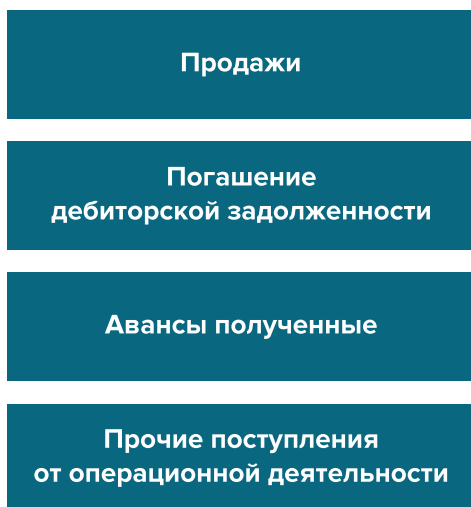 Продажи
Погашение
дебиторской задолженности
Авансы полученные
Прочие поступления
от операционной деятельности